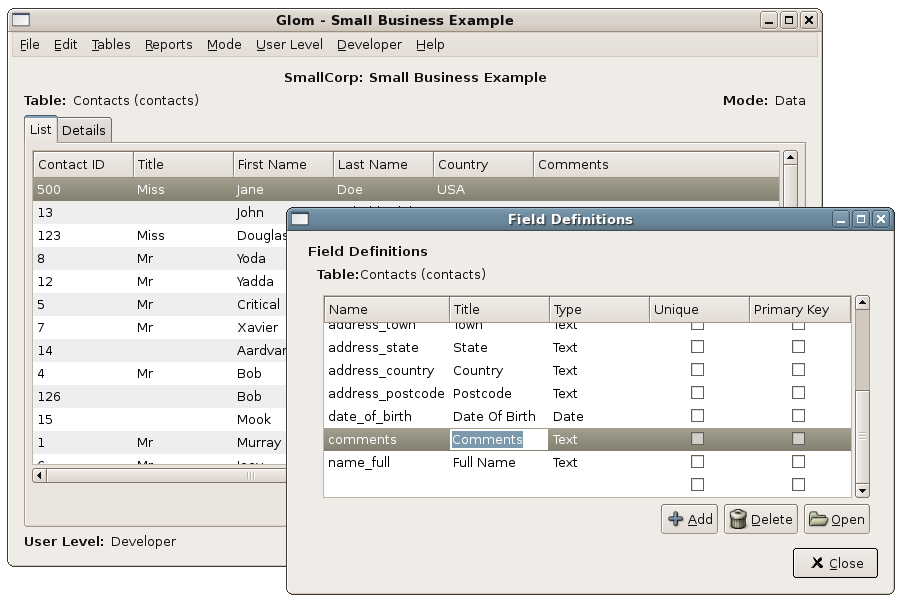 Glom - Small Business Example
File Edit Tables Reports Mode User Level Developer Help
SmallCorp: Small Business Example
Table: Contacts (contacts) Mode: Data
List Details
Contact ID Title First Name Last Name Country Comments
500 Miss Jane Doe USA
13 John
123 Miss Douglas
8 Mr Yoda
12 Mr Yadda
5 Mr Critical
7 Mr Xavier
14 Aardvar
4 Mr Bob
126 Bob
15 Mook
1 Mr Murray
User Level: Developer
Field Definitions
Field Definitions
Table:Contacts (contacts)
Name Title Type Unique Primary Key
address_town Town Text
address_state State Text
address_country Country Text
address_postcode Postcode Text
date_of_birth Date Of Birth Date
comments Comments Text
name_full Full Name Text
Add Delete Open
Close